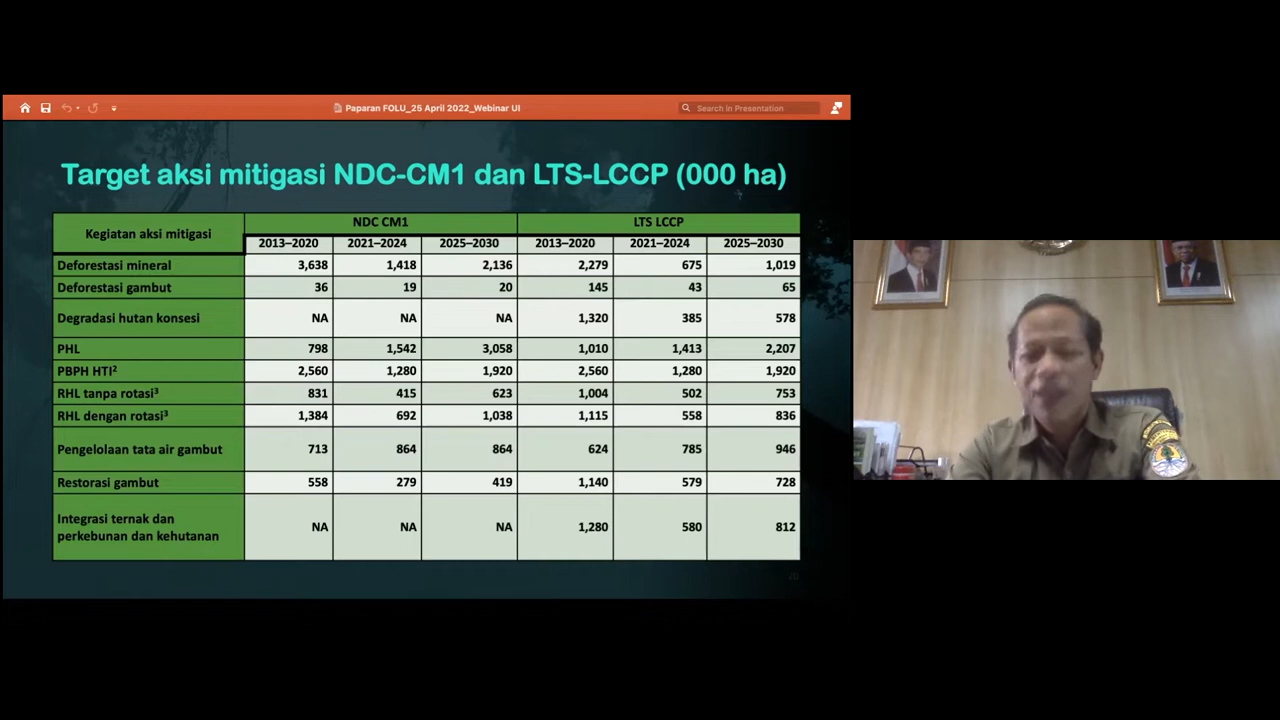 Paparan FOLU_25 April 2022_Webinar UI
Search in Presentation
Target aksi mitigasi NDC-CM1 dan LTS-LCCP (000 ha)
Kegiatan aksi mitigasi NDC CM1 LTS LCCP
2013–2020 2021–2024 2025–2030 2013–2020 2021–2024 2025–2030
Deforestasi mineral 3,638 1,418 2,136 2,279 675 1,019
Deforestasi gambut 36 19 20 145 43 65
Degradasi hutan konsesi NA NA NA 1,320 385 578
PHL 798 1,542 3,058 1,010 1,413 2,207
PBPH HTI² 2,560 1,280 1,920 2,560 1,280 1,920
RHL tanpa rotasi³ 831 415 623 1,004 502 753
RHL dengan rotasi³ 1,384 692 1,038 1,115 558 836
Pengelolaan tata air gambut 713 864 864 624 785 946
Restorasi gambut 558 279 419 1,140 579 728
Integrasi ternak dan
perkebunan dan kehutanan NA NA NA 1,280 580 812